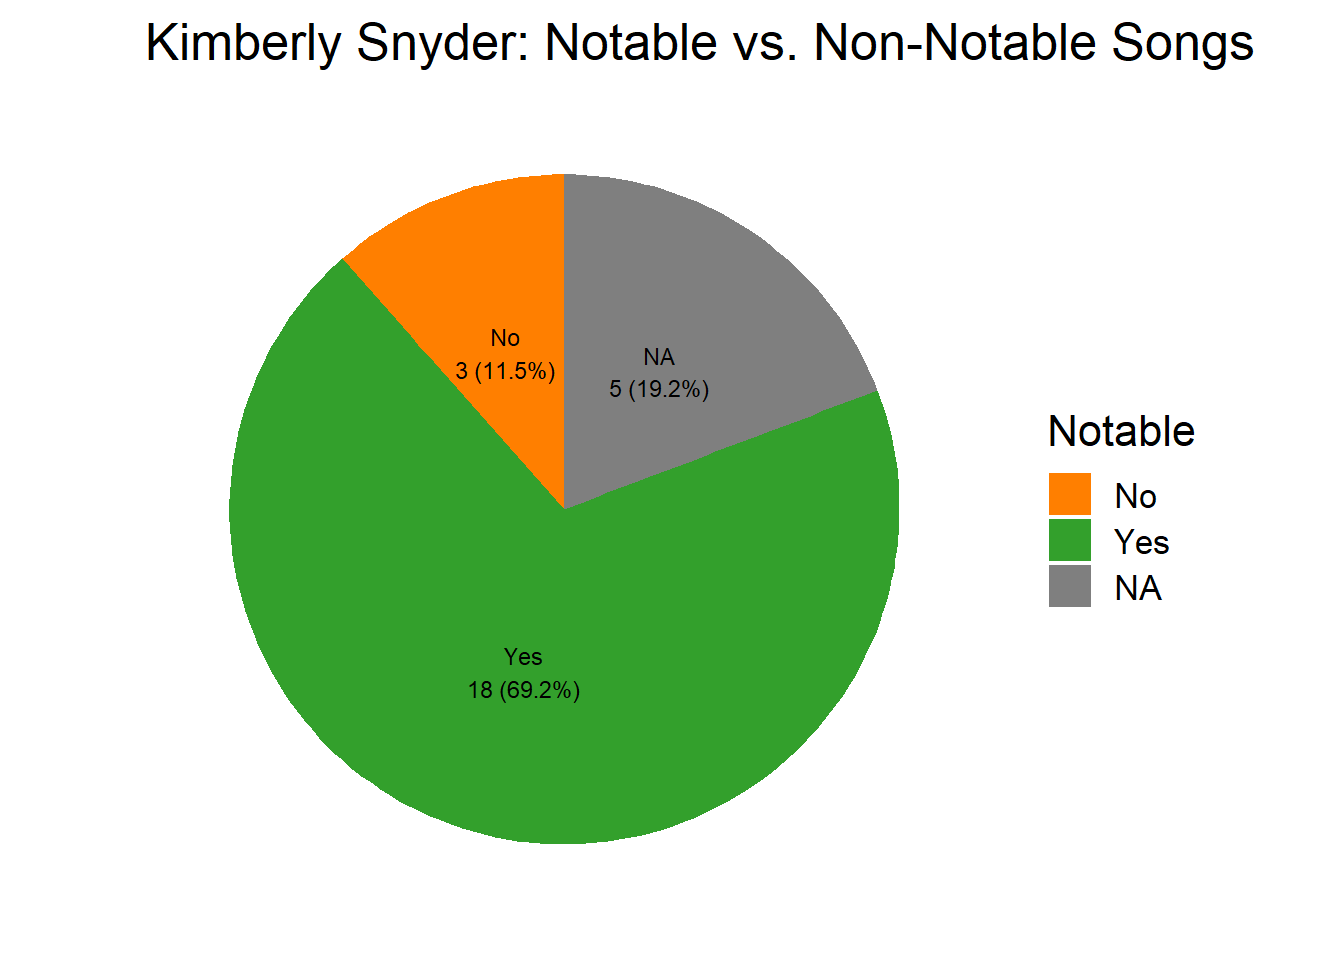 Kimberly Snyder: Notable vs. Non-Notable Songs
No
3 (11.5%)
NA
5 (19.2%)
Yes
18 (69.2%)
Notable
No
Yes
NA